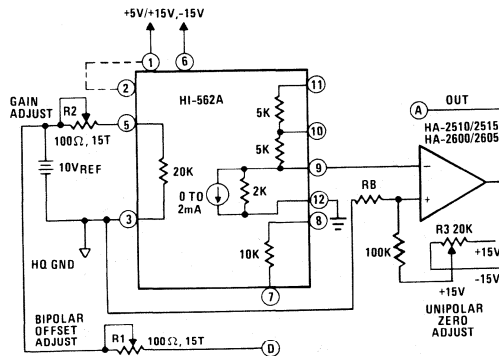 +5V/+15V,-15V
1
6
2
HI-562A
11
5K
10
5K
9
GAIN
ADJUST
R2
100Ω, 15T
5
10VREF
20K
0 TO
2mA
2K
12
3
8
10K
7
HQ GND
BIPOLAR
OFFSET
ADJUST
R1
100Ω, 15T
D
A
OUT
HA-2510/2515
HA-2600/2605
−
+
RB
100K
R3 20K
+15V
-15V
+15V
UNIPOLAR
ZERO
ADJUST